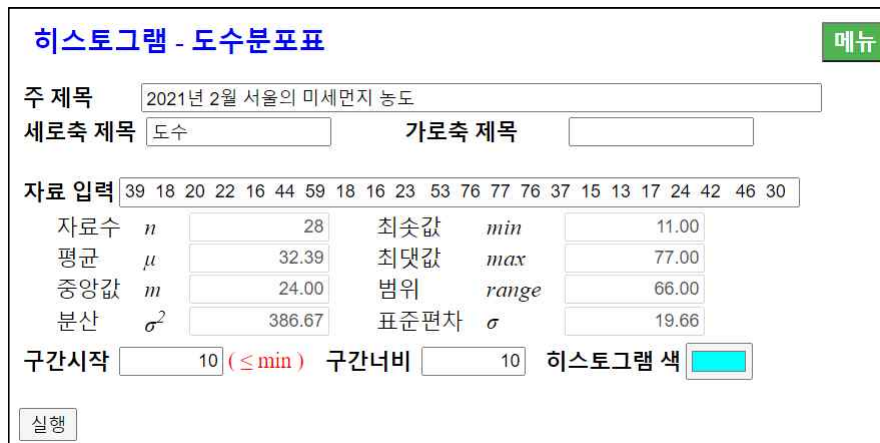 히스토그램 - 도수분포표 메뉴
주 제목 2021년 2월 서울의 미세먼지 농도
세로축 제목 도수 가로축 제목
자료 입력 39 18 20 22 16 44 59 18 16 23 53 76 77 76 37 15 13 17 24 42 46 30
자료수 n 28 최솟값 min 11.00
평균 μ 32.39 최댓값 max 77.00
중앙값 m 24.00 범위 range 66.00
분산 σ² 386.67 표준편차 σ 19.66
구간시작 10 ( ≤ min ) 구간너비 10 히스토그램 색
실행